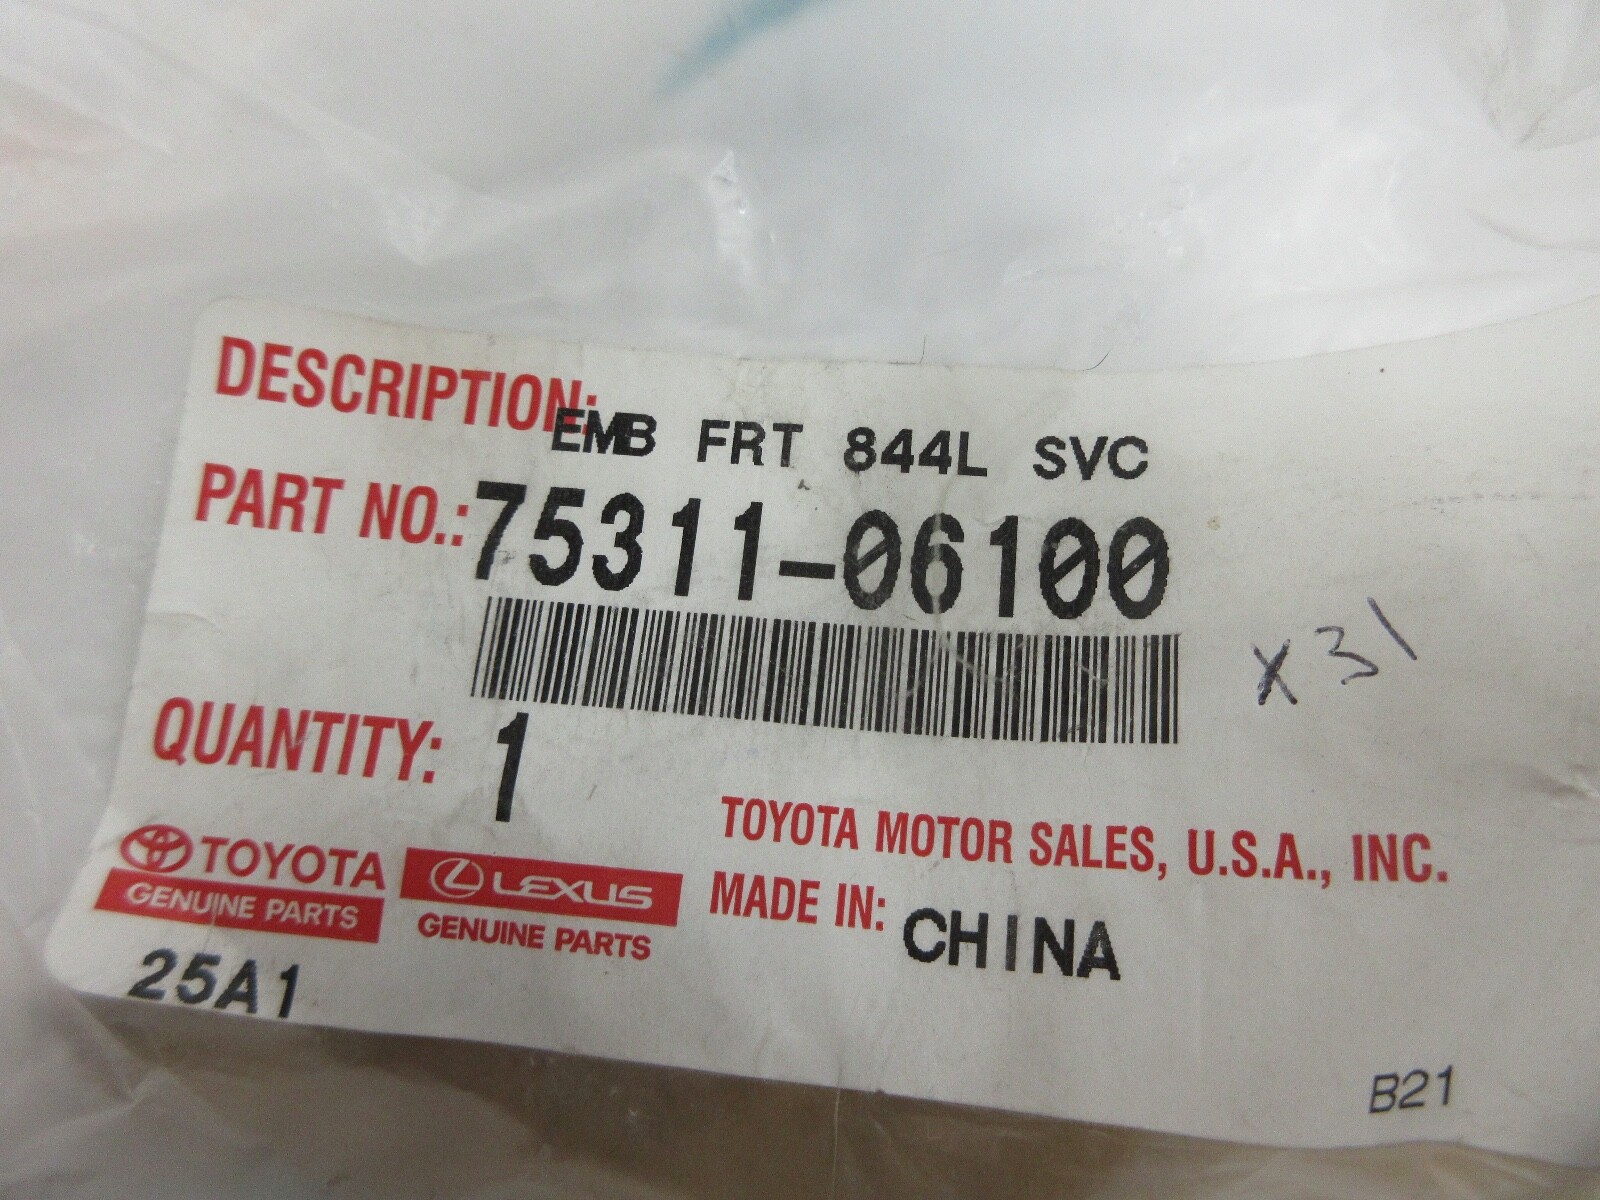 DESCRIPTION: EMB FRT 844L SVC
PART NO.: 75311-06100
X31
QUANTITY: 1
TOYOTA MOTOR SALES, U.S.A., INC.
TOYOTA
GENUINE PARTS
LEXUS
GENUINE PARTS
MADE IN: CHINA
25A1
B21